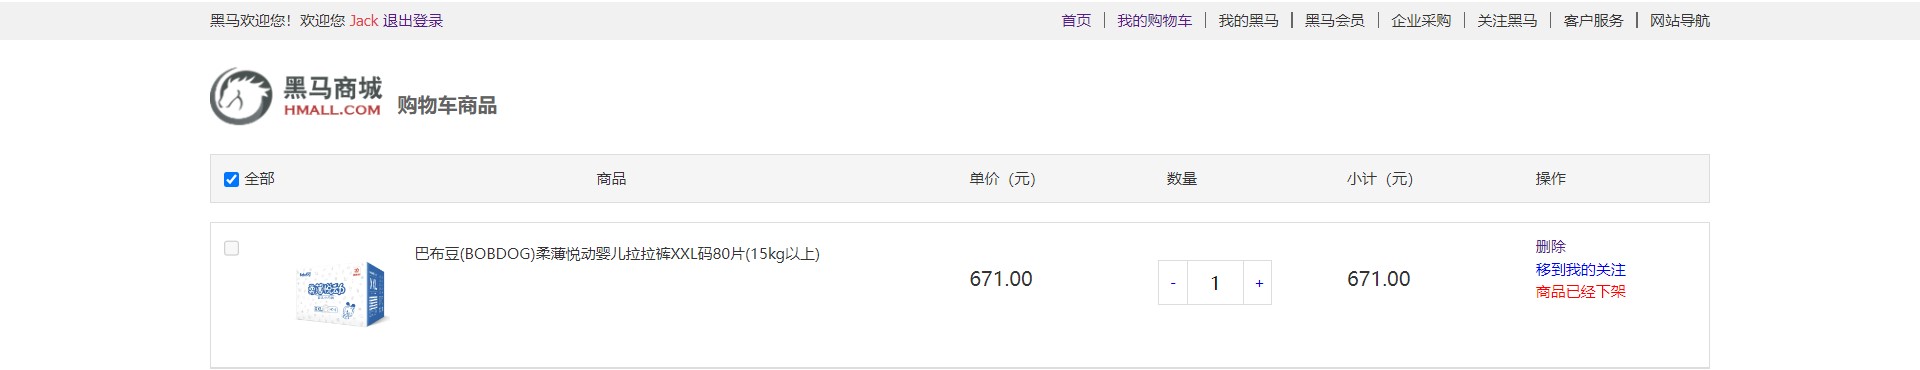 黑马欢迎您！欢迎您 Jack 退出登录
首页 | 我的购物车 | 我的黑马 | 黑马会员 | 企业采购 | 关注黑马 | 客户服务 | 网站导航
黑马商城
HMALL.COM
购物车商品
全部 商品 单价（元） 数量 小计（元） 操作
巴布豆(BOBDOG)柔薄悦动婴儿拉拉裤XXL码80片(15kg以上)
671.00 - 1 + 671.00
删除
移到我的关注
商品已经下架
柔薄悦动